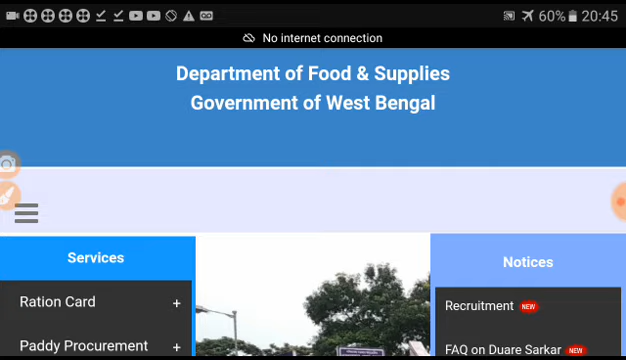 60% 20:45
No internet connection
Department of Food & Supplies
Government of West Bengal
Services
Ration Card +
Paddy Procurement +
Notices
Recruitment NEW
FAQ on Duare Sarkar NEW